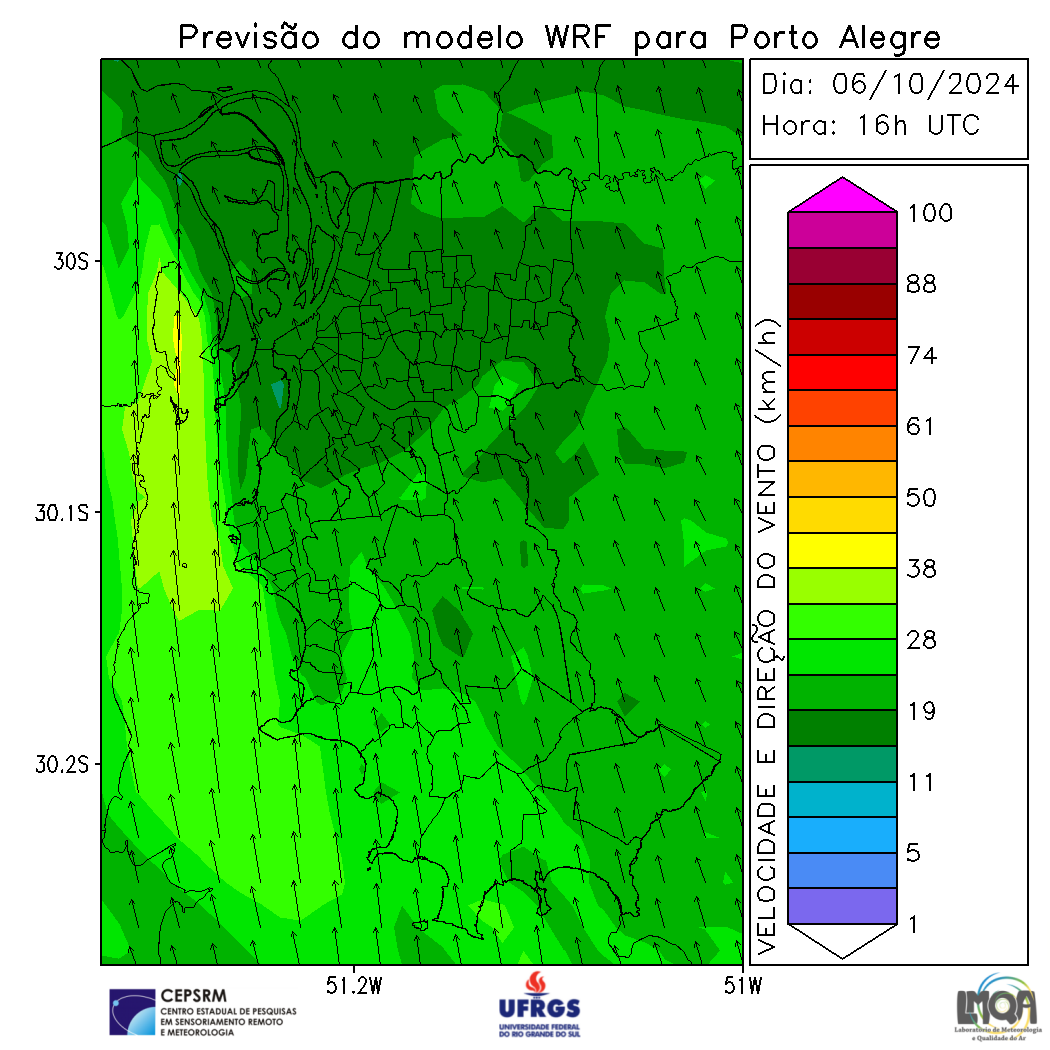 Previsão do modelo WRF para Porto Alegre
Dia: 06/10/2024
Hora: 16h UTC
30S
30.1S
30.2S
51.2W
51W
VELOCIDADE E DIREÇÃO DO VENTO (km/h)
100
88
74
61
50
38
28
19
11
5
1
CEPSRM
CENTRO ESTADUAL DE PESQUISAS
EM SENSORIAMENTO REMOTO
E METEOROLOGIA
UFRGS
UNIVERSIDADE FEDERAL
DO RIO GRANDE DO SUL
LMQA
Laboratório de Meteorologia
e Qualidade do Ar